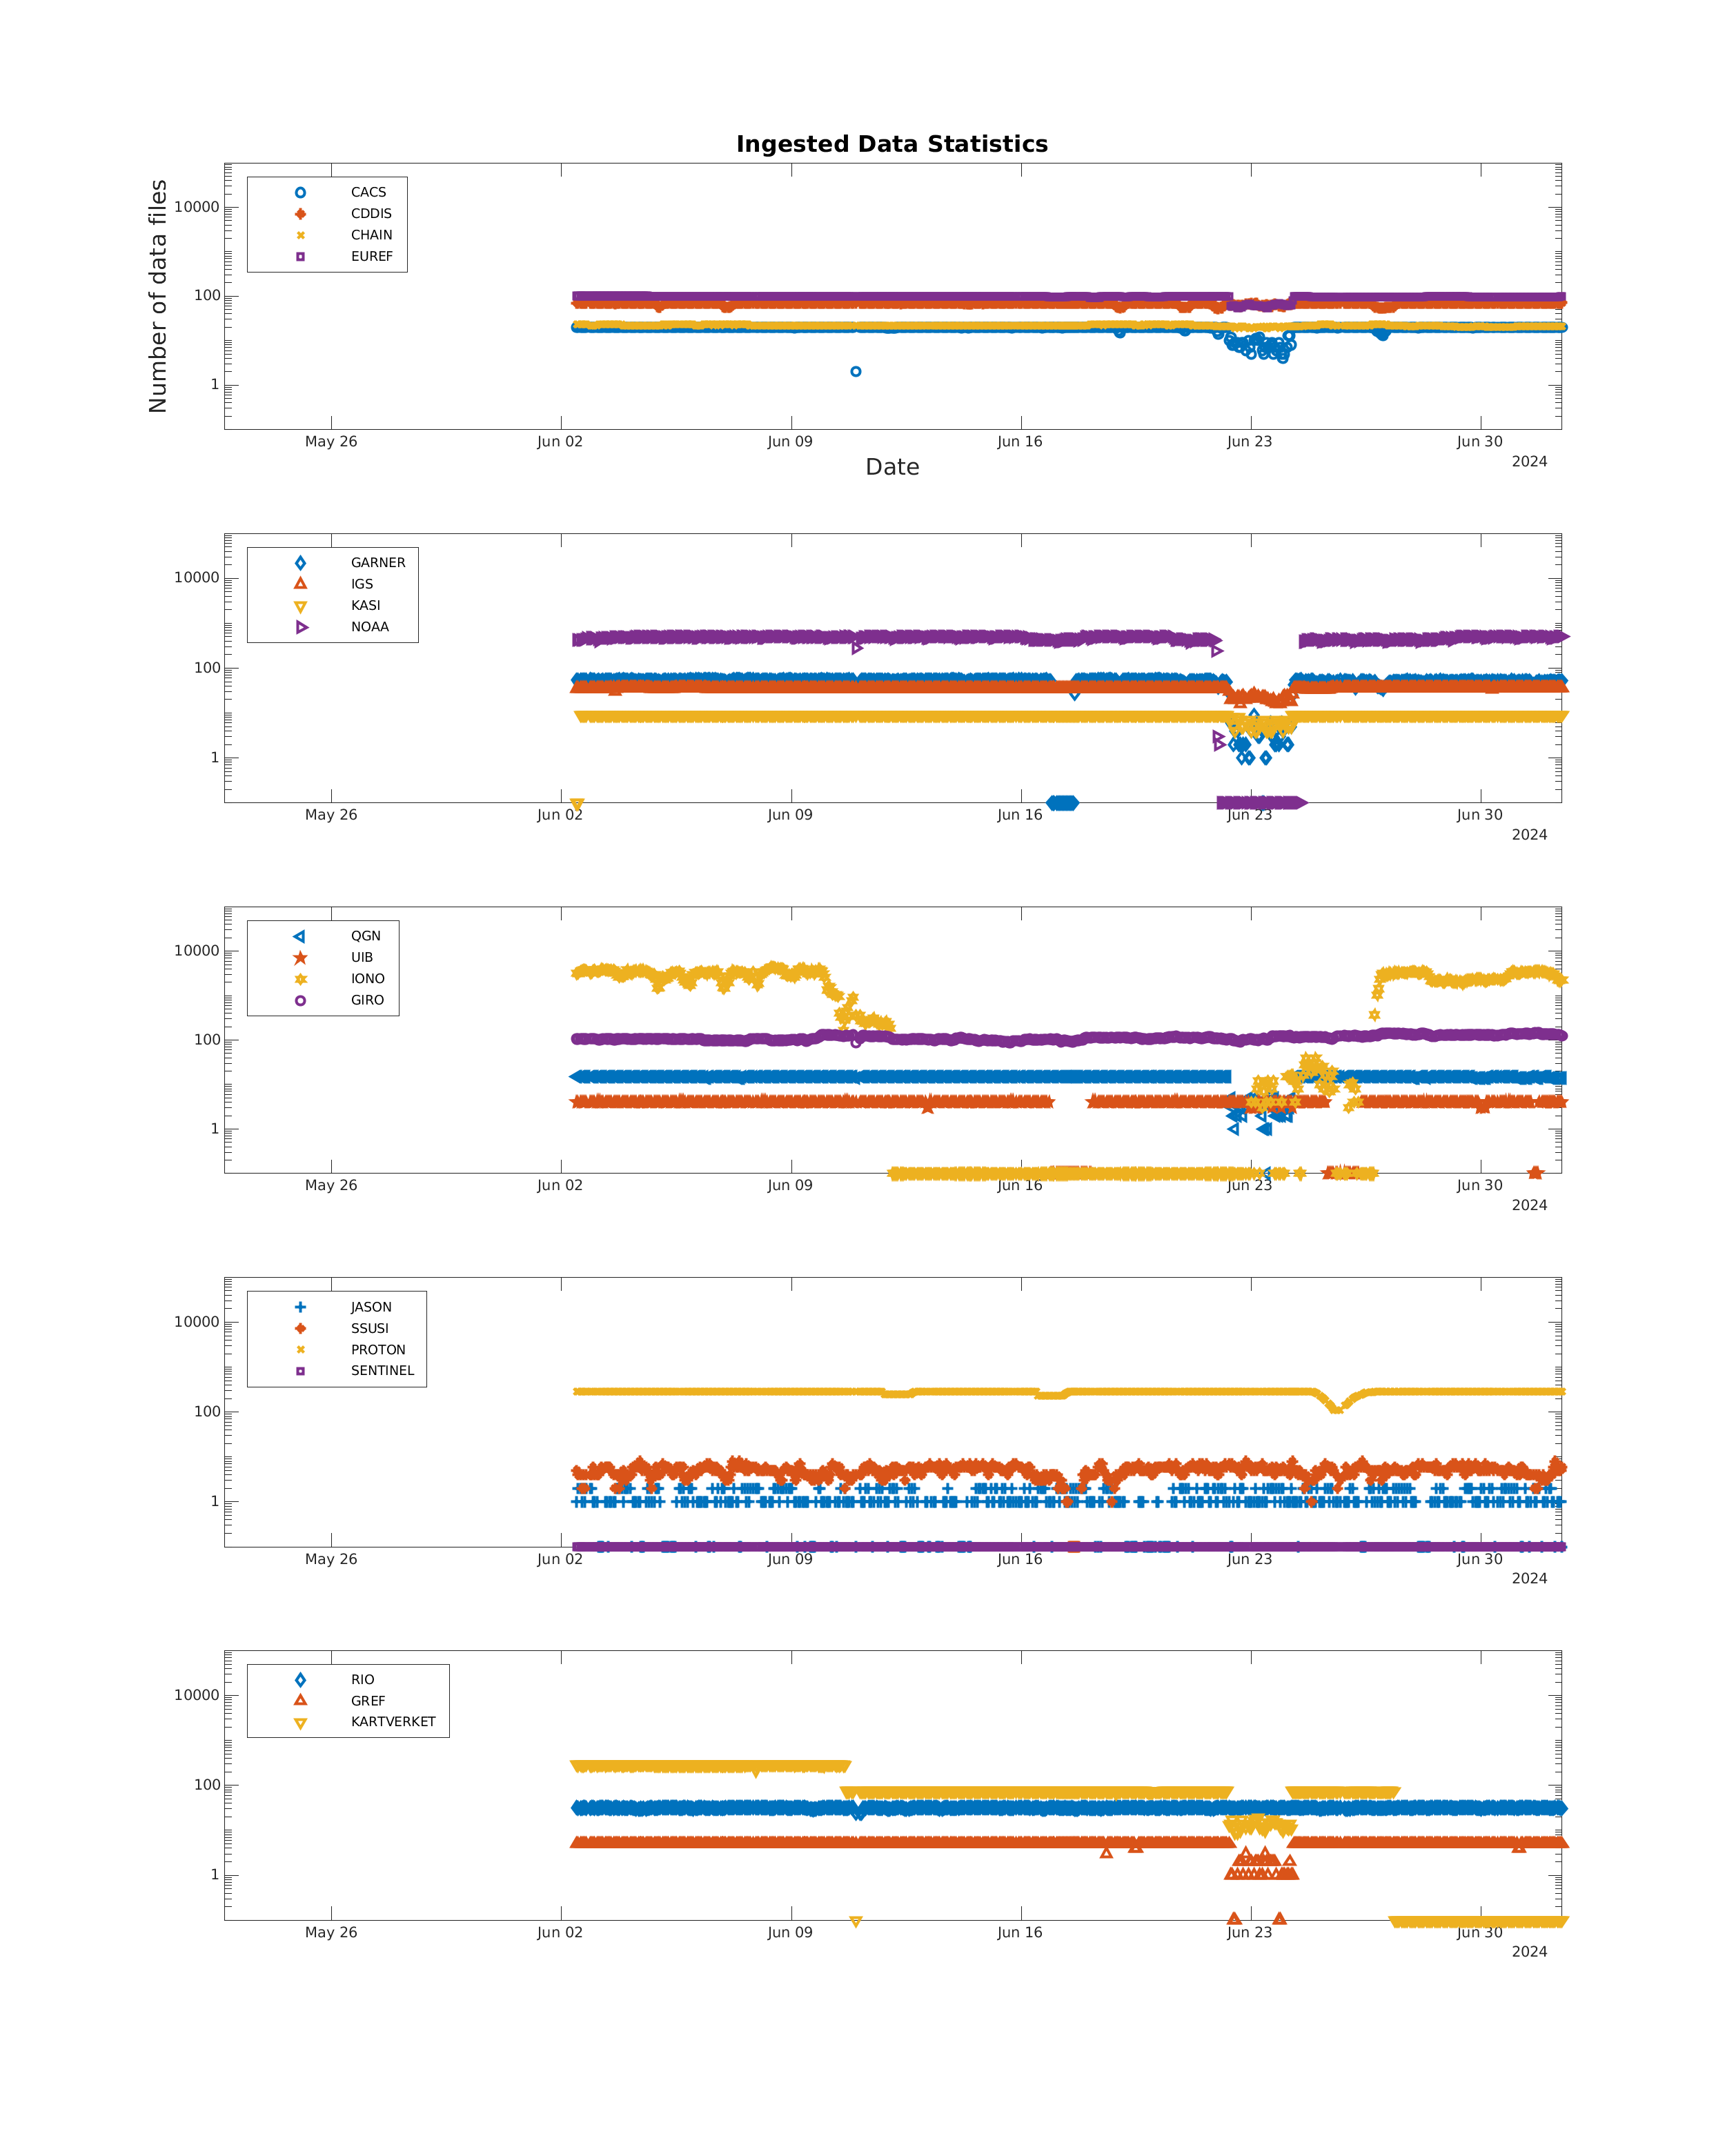 Ingested Data Statistics
Number of data files
CACS
CDDIS
CHAIN
EUREF
10000
100
1
May 26 Jun 02 Jun 09 Jun 16 Jun 23 Jun 30
2024
Date
GARNER
IGS
KASI
NOAA
10000
100
1
May 26 Jun 02 Jun 09 Jun 16 Jun 23 Jun 30
2024
QGN
UIB
IONO
GIRO
10000
100
1
May 26 Jun 02 Jun 09 Jun 16 Jun 23 Jun 30
2024
JASON
SSUSI
PROTON
SENTINEL
10000
100
1
May 26 Jun 02 Jun 09 Jun 16 Jun 23 Jun 30
2024
RIO
GREF
KARTVERKET
10000
100
1
May 26 Jun 02 Jun 09 Jun 16 Jun 23 Jun 30
2024